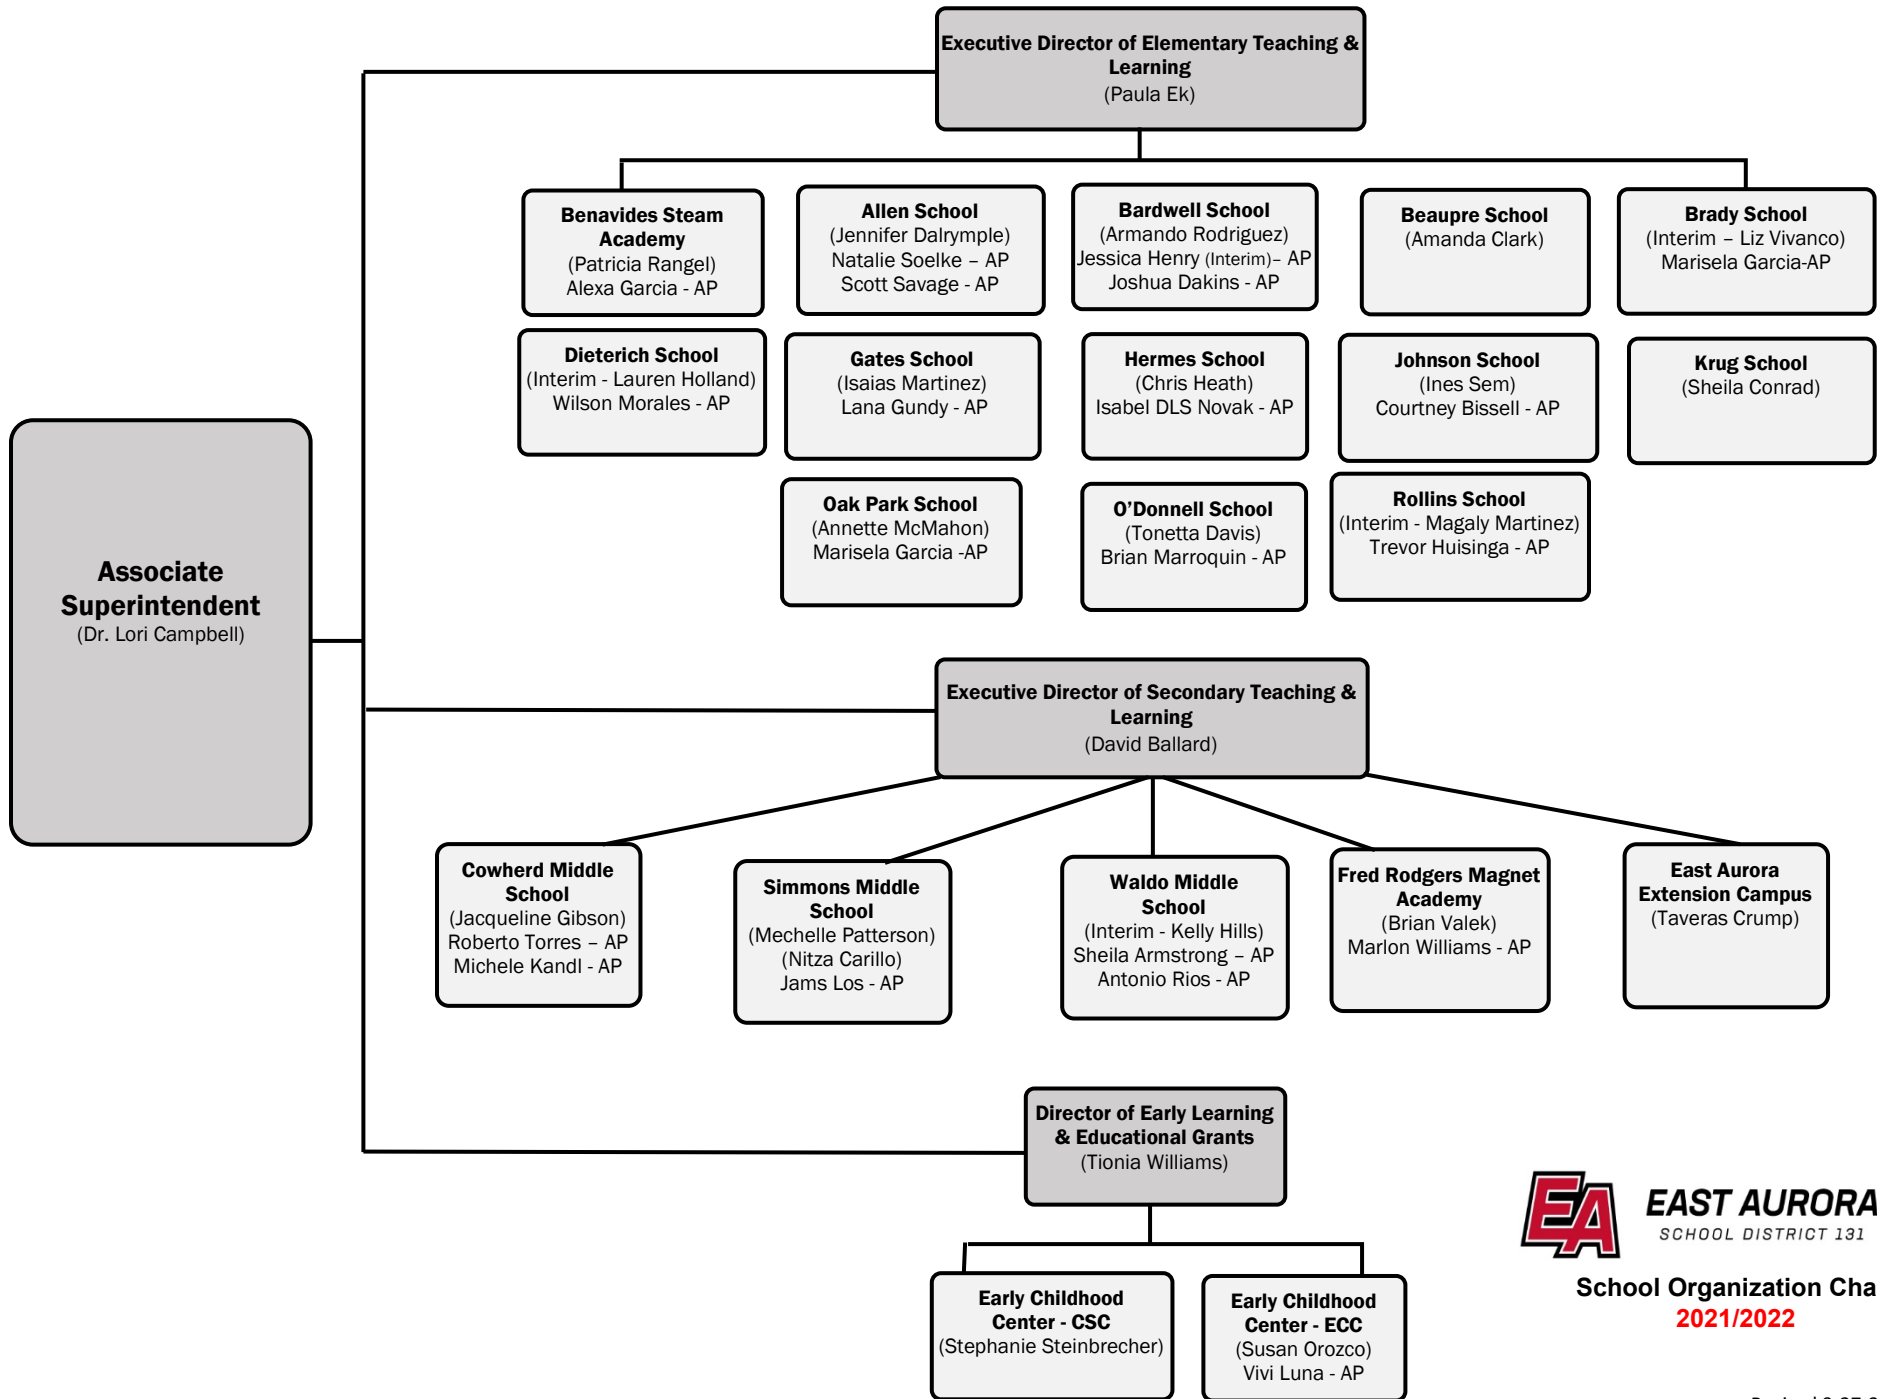 Executive Director of Elementary Teaching &
Learning
(Paula Ek)
Benavides Steam
Academy
(Patricia Rangel)
Alexa Garcia - AP
Allen School
(Jennifer Dalrymple)
Natalie Soelke – AP
Scott Savage - AP
Bardwell School
(Armando Rodriguez)
Jessica Henry (Interim)– AP
Joshua Dakins - AP
Beaupre School
(Amanda Clark)
Brady School
(Interim – Liz Vivanco)
Marisela Garcia-AP
Dieterich School
(Interim - Lauren Holland)
Wilson Morales - AP
Gates School
(Isaias Martinez)
Lana Gundy - AP
Hermes School
(Chris Heath)
Isabel DLS Novak - AP
Johnson School
(Ines Sem)
Courtney Bissell - AP
Krug School
(Sheila Conrad)
Oak Park School
(Annette McMahon)
Marisela Garcia -AP
O’Donnell School
(Tonetta Davis)
Brian Marroquin - AP
Rollins School
(Interim - Magaly Martinez)
Trevor Huisinga - AP
Associate
Superintendent
(Dr. Lori Campbell)
Executive Director of Secondary Teaching &
Learning
(David Ballard)
Cowherd Middle
School
(Jacqueline Gibson)
Roberto Torres – AP
Michele Kandl - AP
Simmons Middle
School
(Mechelle Patterson)
(Nitza Carillo)
Jams Los - AP
Waldo Middle
School
(Interim - Kelly Hills)
Sheila Armstrong – AP
Antonio Rios - AP
Fred Rodgers Magnet
Academy
(Brian Valek)
Marlon Williams - AP
East Aurora
Extension Campus
(Taveras Crump)
Director of Early Learning
& Educational Grants
(Tionia Williams)
Early Childhood
Center - CSC
(Stephanie Steinbrecher)
Early Childhood
Center - ECC
(Susan Orozco)
Vivi Luna - AP
EA
EAST AURORA
SCHOOL DISTRICT 131
School Organization Cha
2021/2022